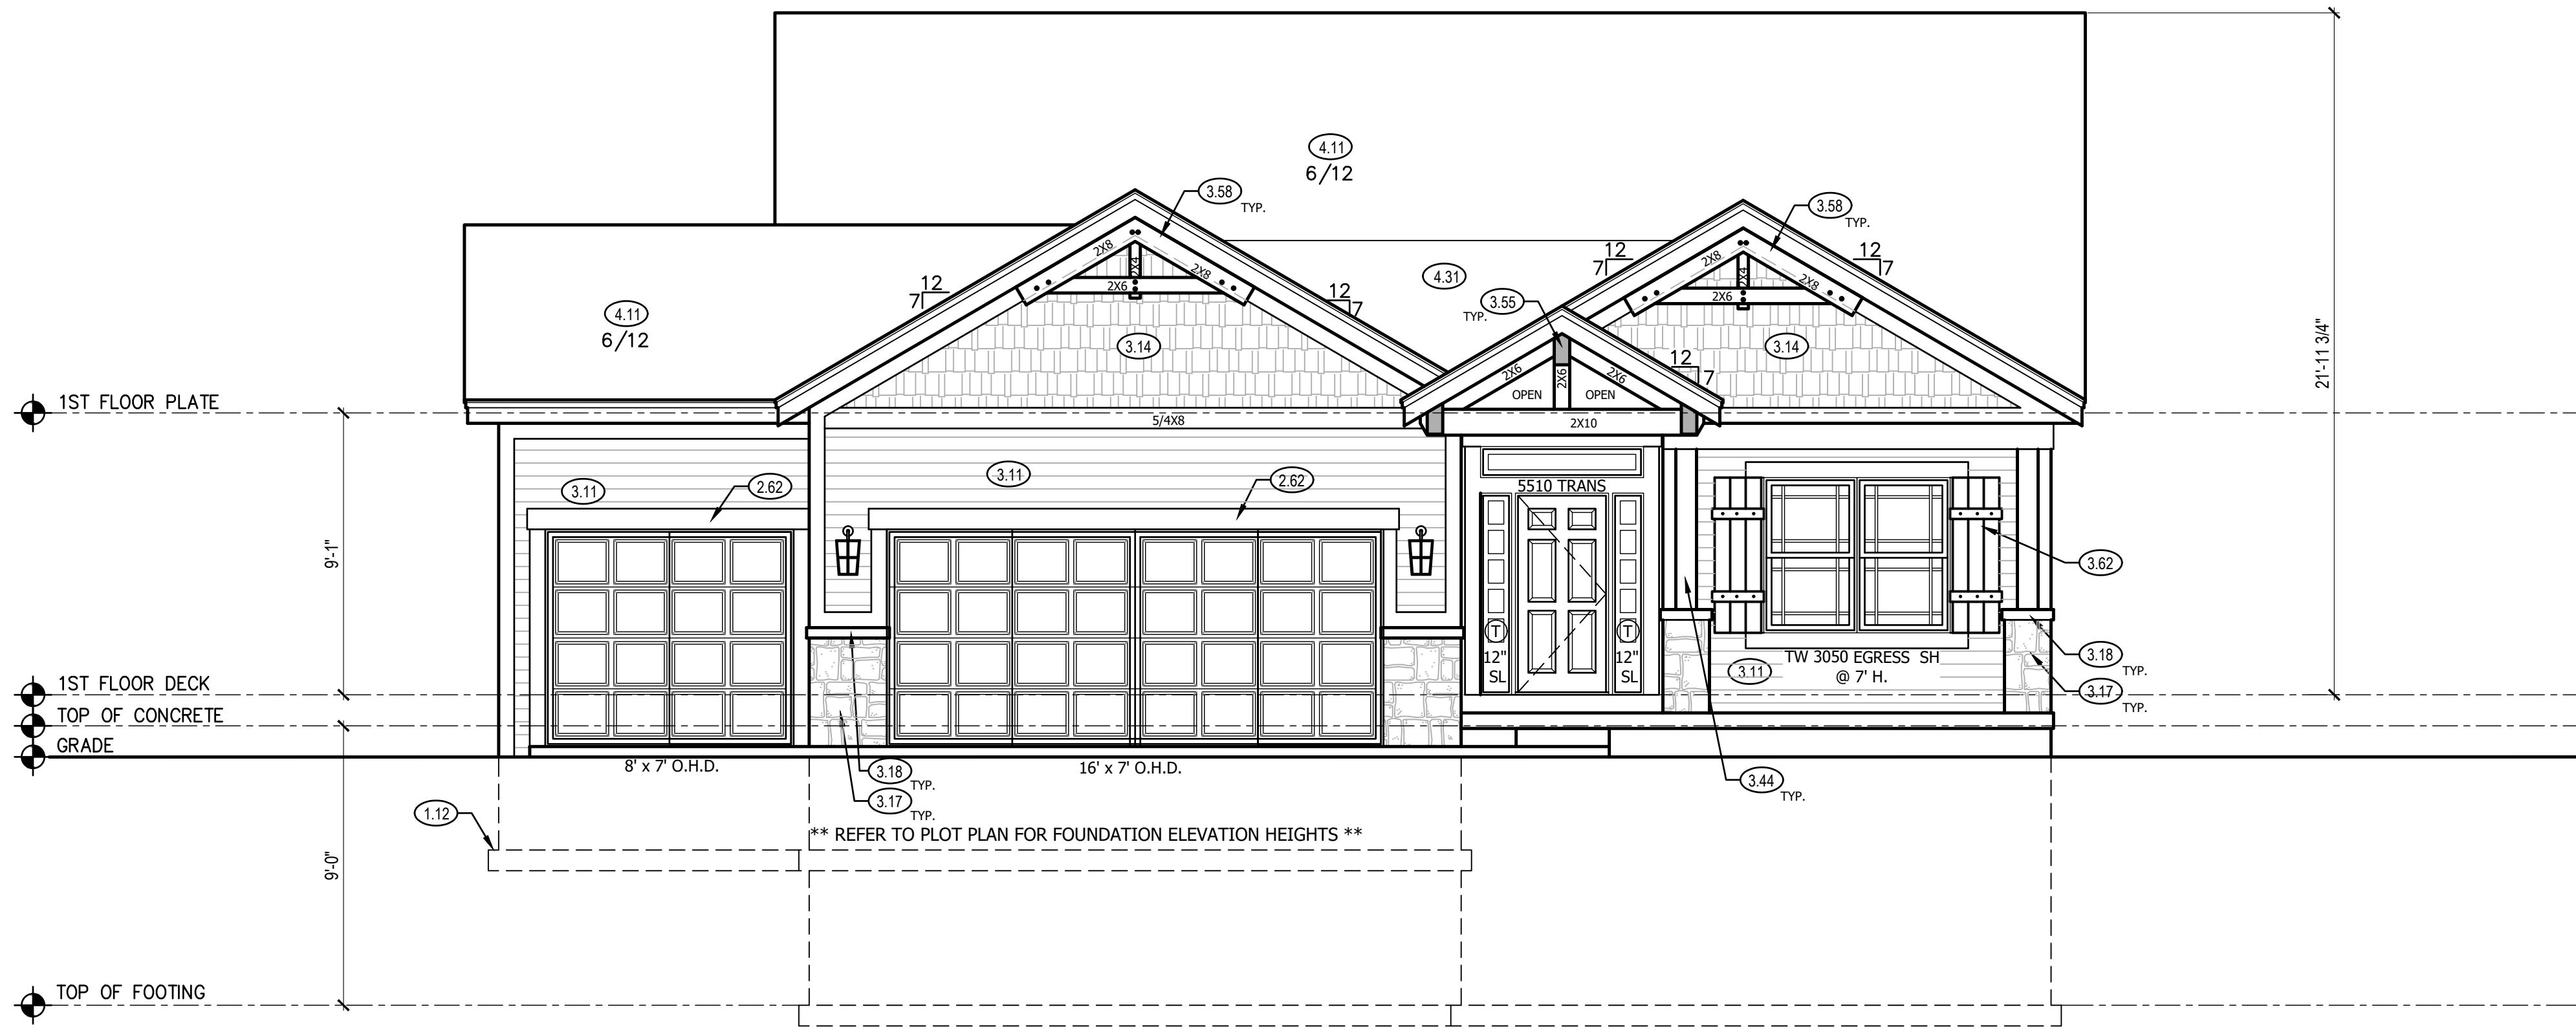 4.11
6/12
3.58
TYP.
3.58
TYP.
2X8
2X4
2X8
2X6
2X8
2X4
2X8
2X6
12
7
12
7
12
7
12
7
4.31
3.55
TYP.
4.11
6/12
3.14
3.14
12
7
2X6
2X6
2X6
OPEN
OPEN
21'-11 3/4"
1ST FLOOR PLATE
5/4X8
2X10
3.11
2.62
3.11
2.62
5510 TRANS
9'-1"
3.62
T
12"
SL
T
12"
SL
3.11
TW 3050 EGRESS SH
@ 7' H.
3.18
TYP.
3.17
TYP.
1ST FLOOR DECK
TOP OF CONCRETE
GRADE
8' x 7' O.H.D.
3.18
TYP.
3.17
TYP.
16' x 7' O.H.D.
3.44
TYP.
1.12
** REFER TO PLOT PLAN FOR FOUNDATION ELEVATION HEIGHTS **
9'-0"
TOP OF FOOTING